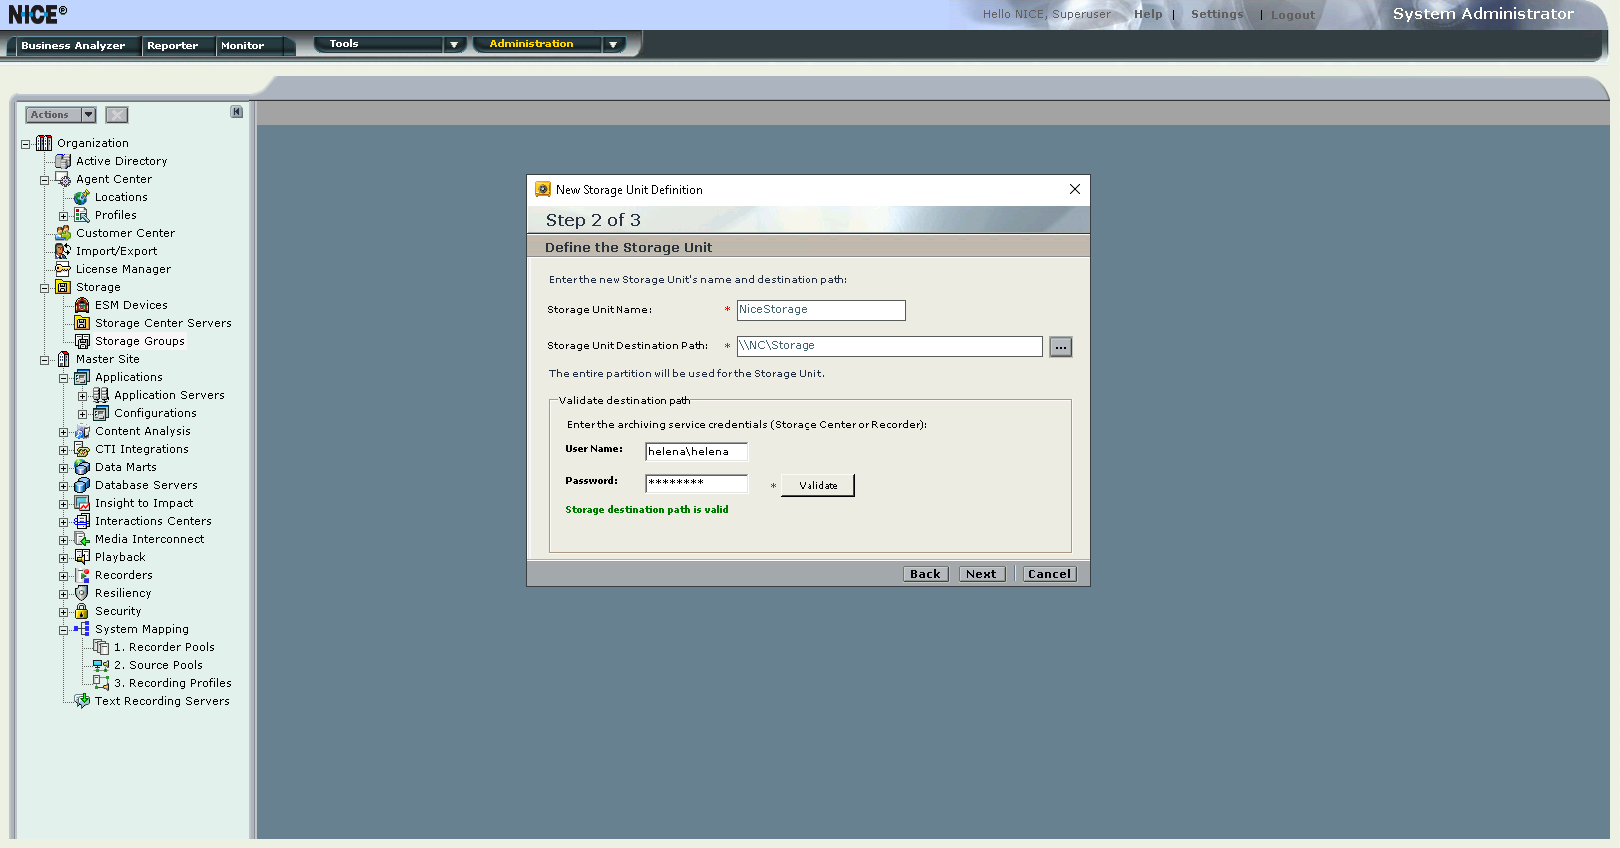 NICE®
Hello NICE, Superuser Help | Settings | Logout System Administrator
Business Analyzer Reporter Monitor Tools Administration
Actions
Organization
Active Directory
Agent Center
Locations
Profiles
Customer Center
Import/Export
License Manager
Storage
ESM Devices
Storage Center Servers
Storage Groups
Master Site
Applications
Application Servers
Configurations
Content Analysis
CTI Integrations
Data Marts
Database Servers
Insight to Impact
Interactions Centers
Media Interconnect
Playback
Recorders
Resiliency
Security
System Mapping
1. Recorder Pools
2. Source Pools
3. Recording Profiles
Text Recording Servers
New Storage Unit Definition
Step 2 of 3
Define the Storage Unit
Enter the new Storage Unit's name and destination path:
Storage Unit Name: * NiceStorage
Storage Unit Destination Path: * \\NC\Storage ...
The entire partition will be used for the Storage Unit.
Validate destination path
Enter the archiving service credentials (Storage Center or Recorder):
User Name: helena\helena
Password: ******** * Validate
Storage destination path is valid
Back Next Cancel